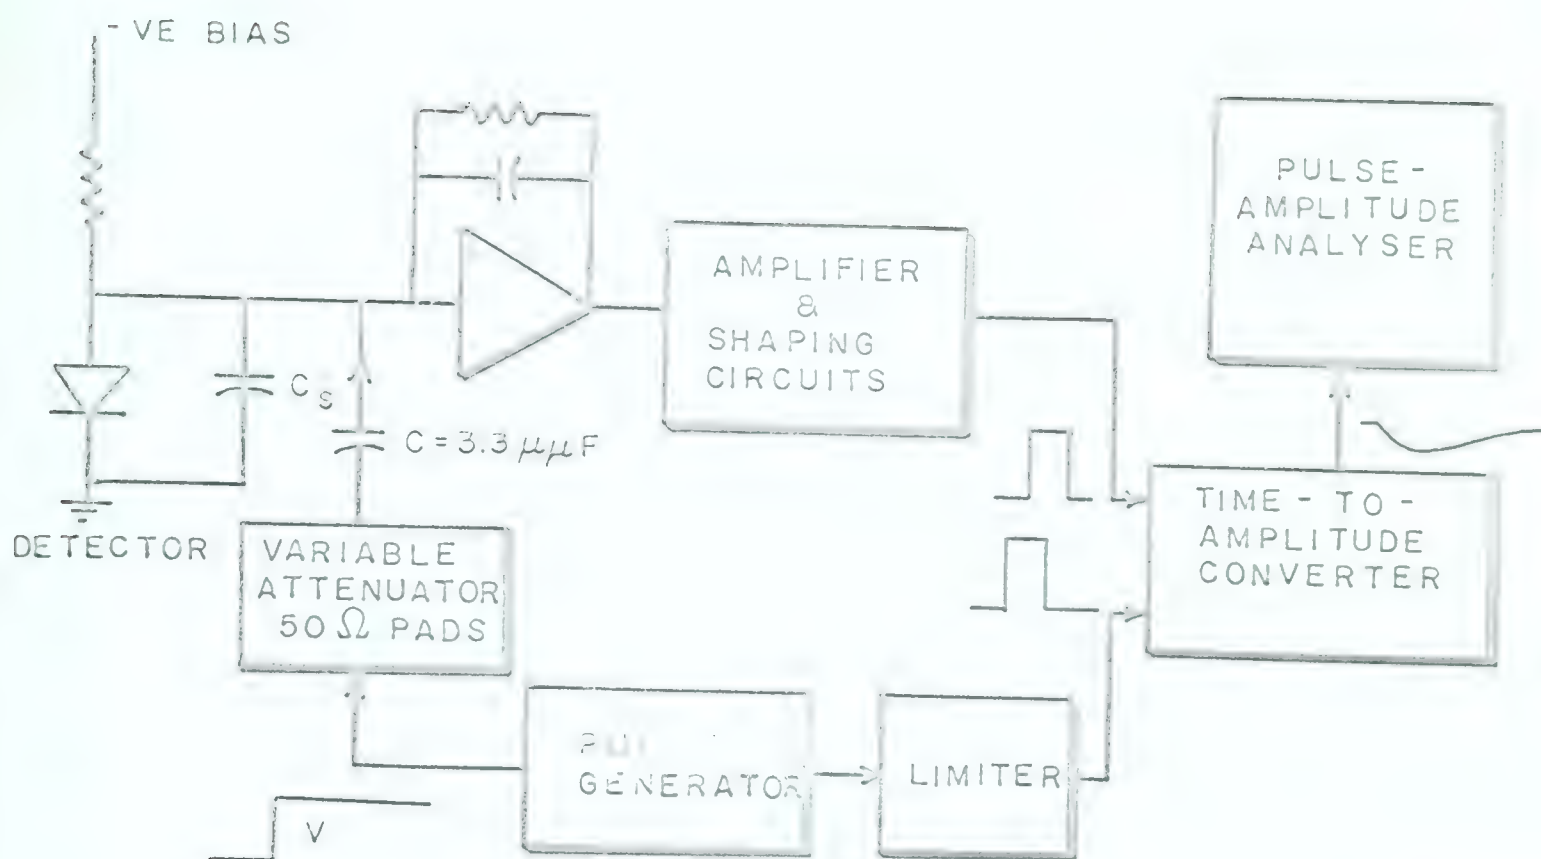 -VE BIAS
PULSE-
AMPLITUDE
ANALYSER
AMPLIFIER
&
SHAPING
CIRCUITS
C_S
C = 3.3 μμF
TIME-TO-
AMPLITUDE
CONVERTER
DETECTOR
VARIABLE
ATTENUATOR
50 Ω PADS
GENERATOR
LIMITER
V